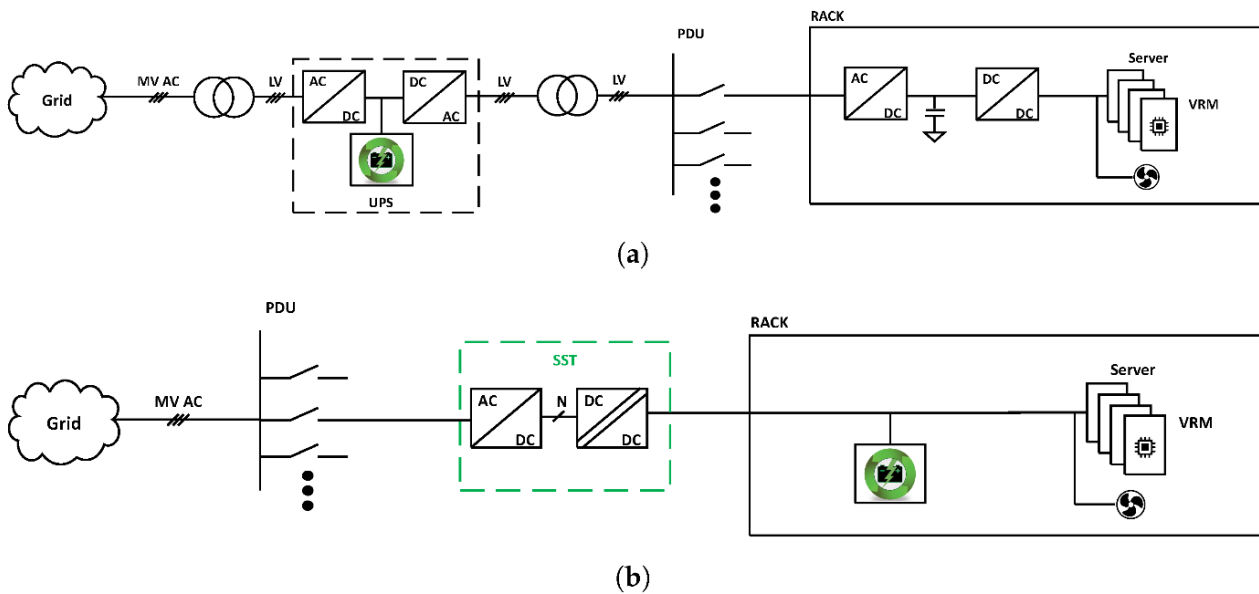 RACK
PDU
Server
MV AC
LV
AC
DC
LV
LV
AC
DC
DC
Grid
VRM
DC
AC
DC
DC
UPS
(a)
PDU
RACK
SST
Server
MV AC
AC
N
DC
VRM
Grid
DC
DC
(b)